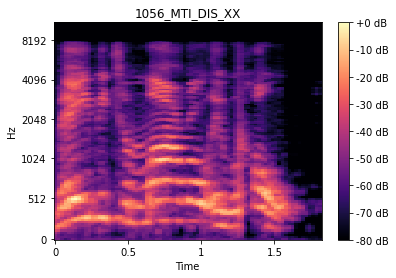 1056_MTI_DIS_XX
+0 dB
8192
-10 dB
4096
-20 dB
-30 dB
2048
Hz
-40 dB
1024
-50 dB
512
-60 dB
-70 dB
0
-80 dB
0
0.5
1
1.5
Time